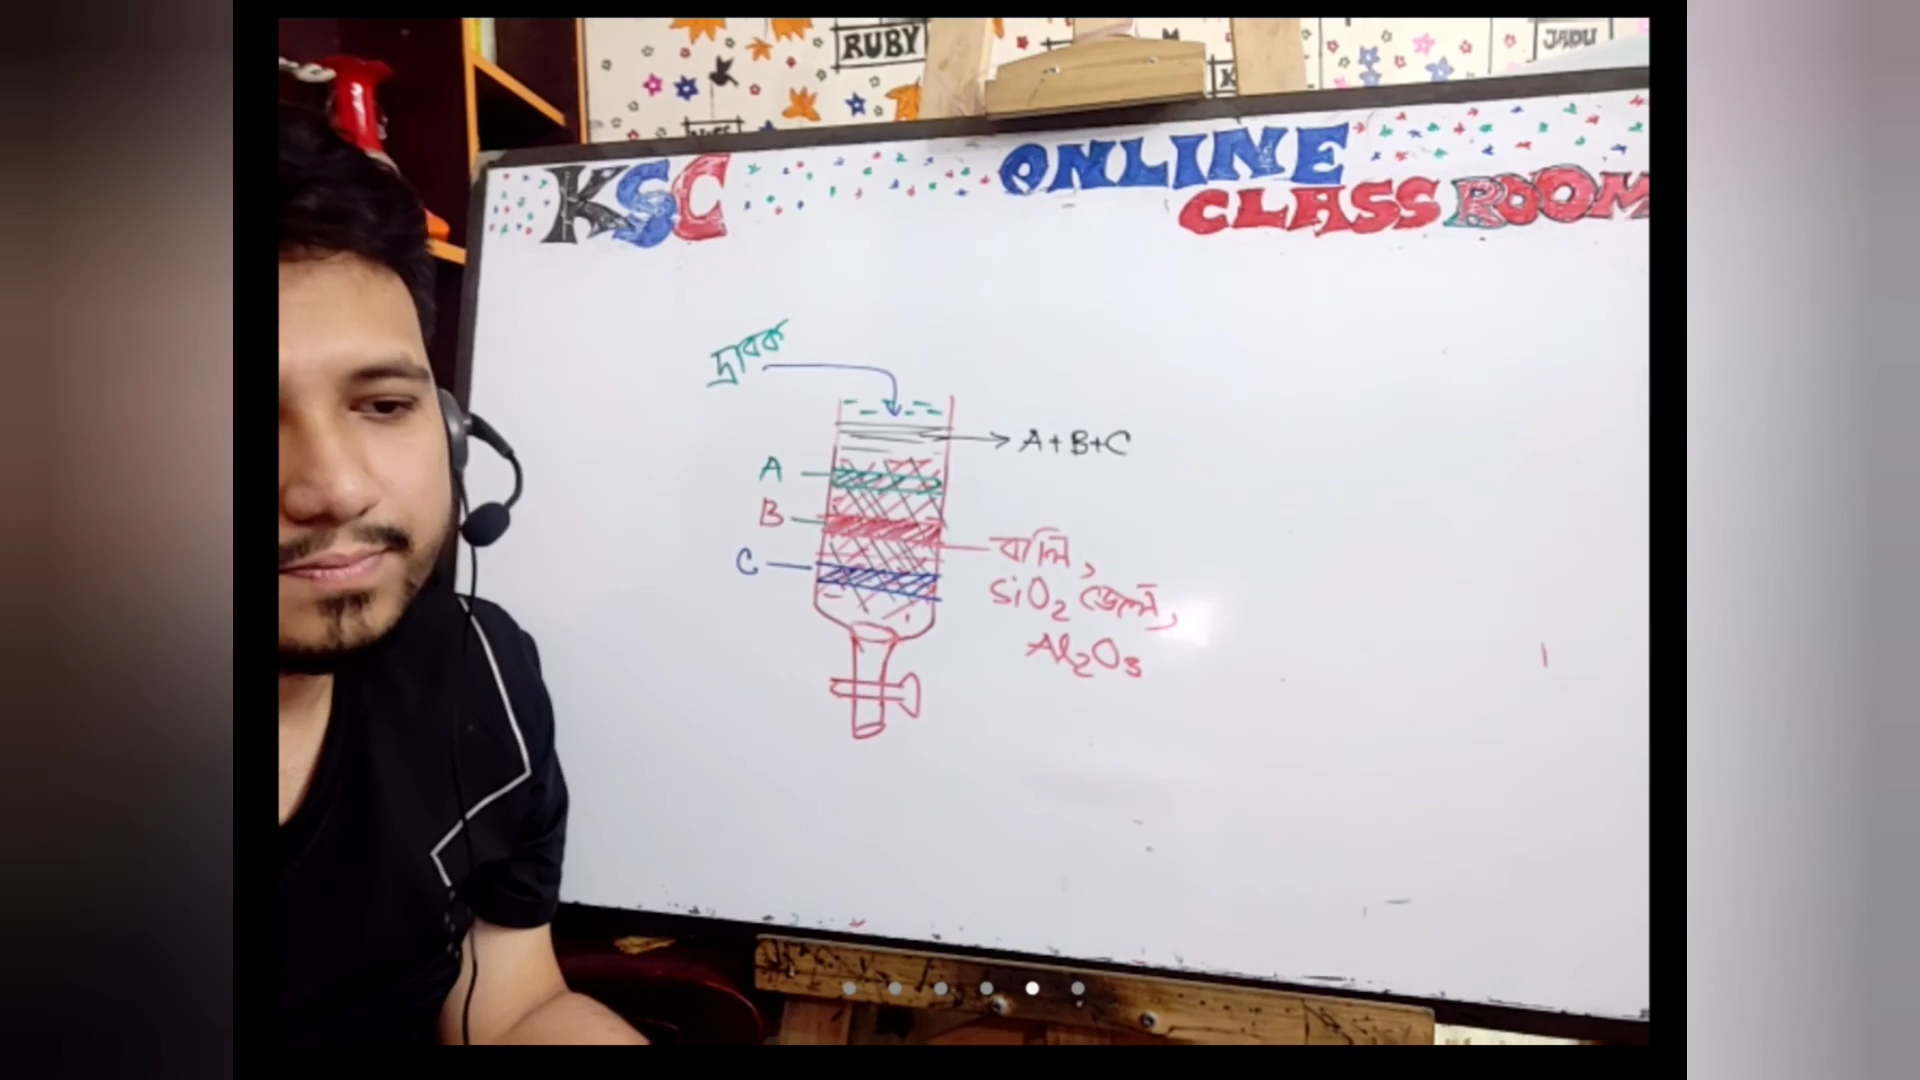 RUBY
JADU
KSC
ONLINE
CLASS ROOM
দ্রাবক
A+B+C
A
B
C
বালি,
SiO2 জেল,
Al2O3